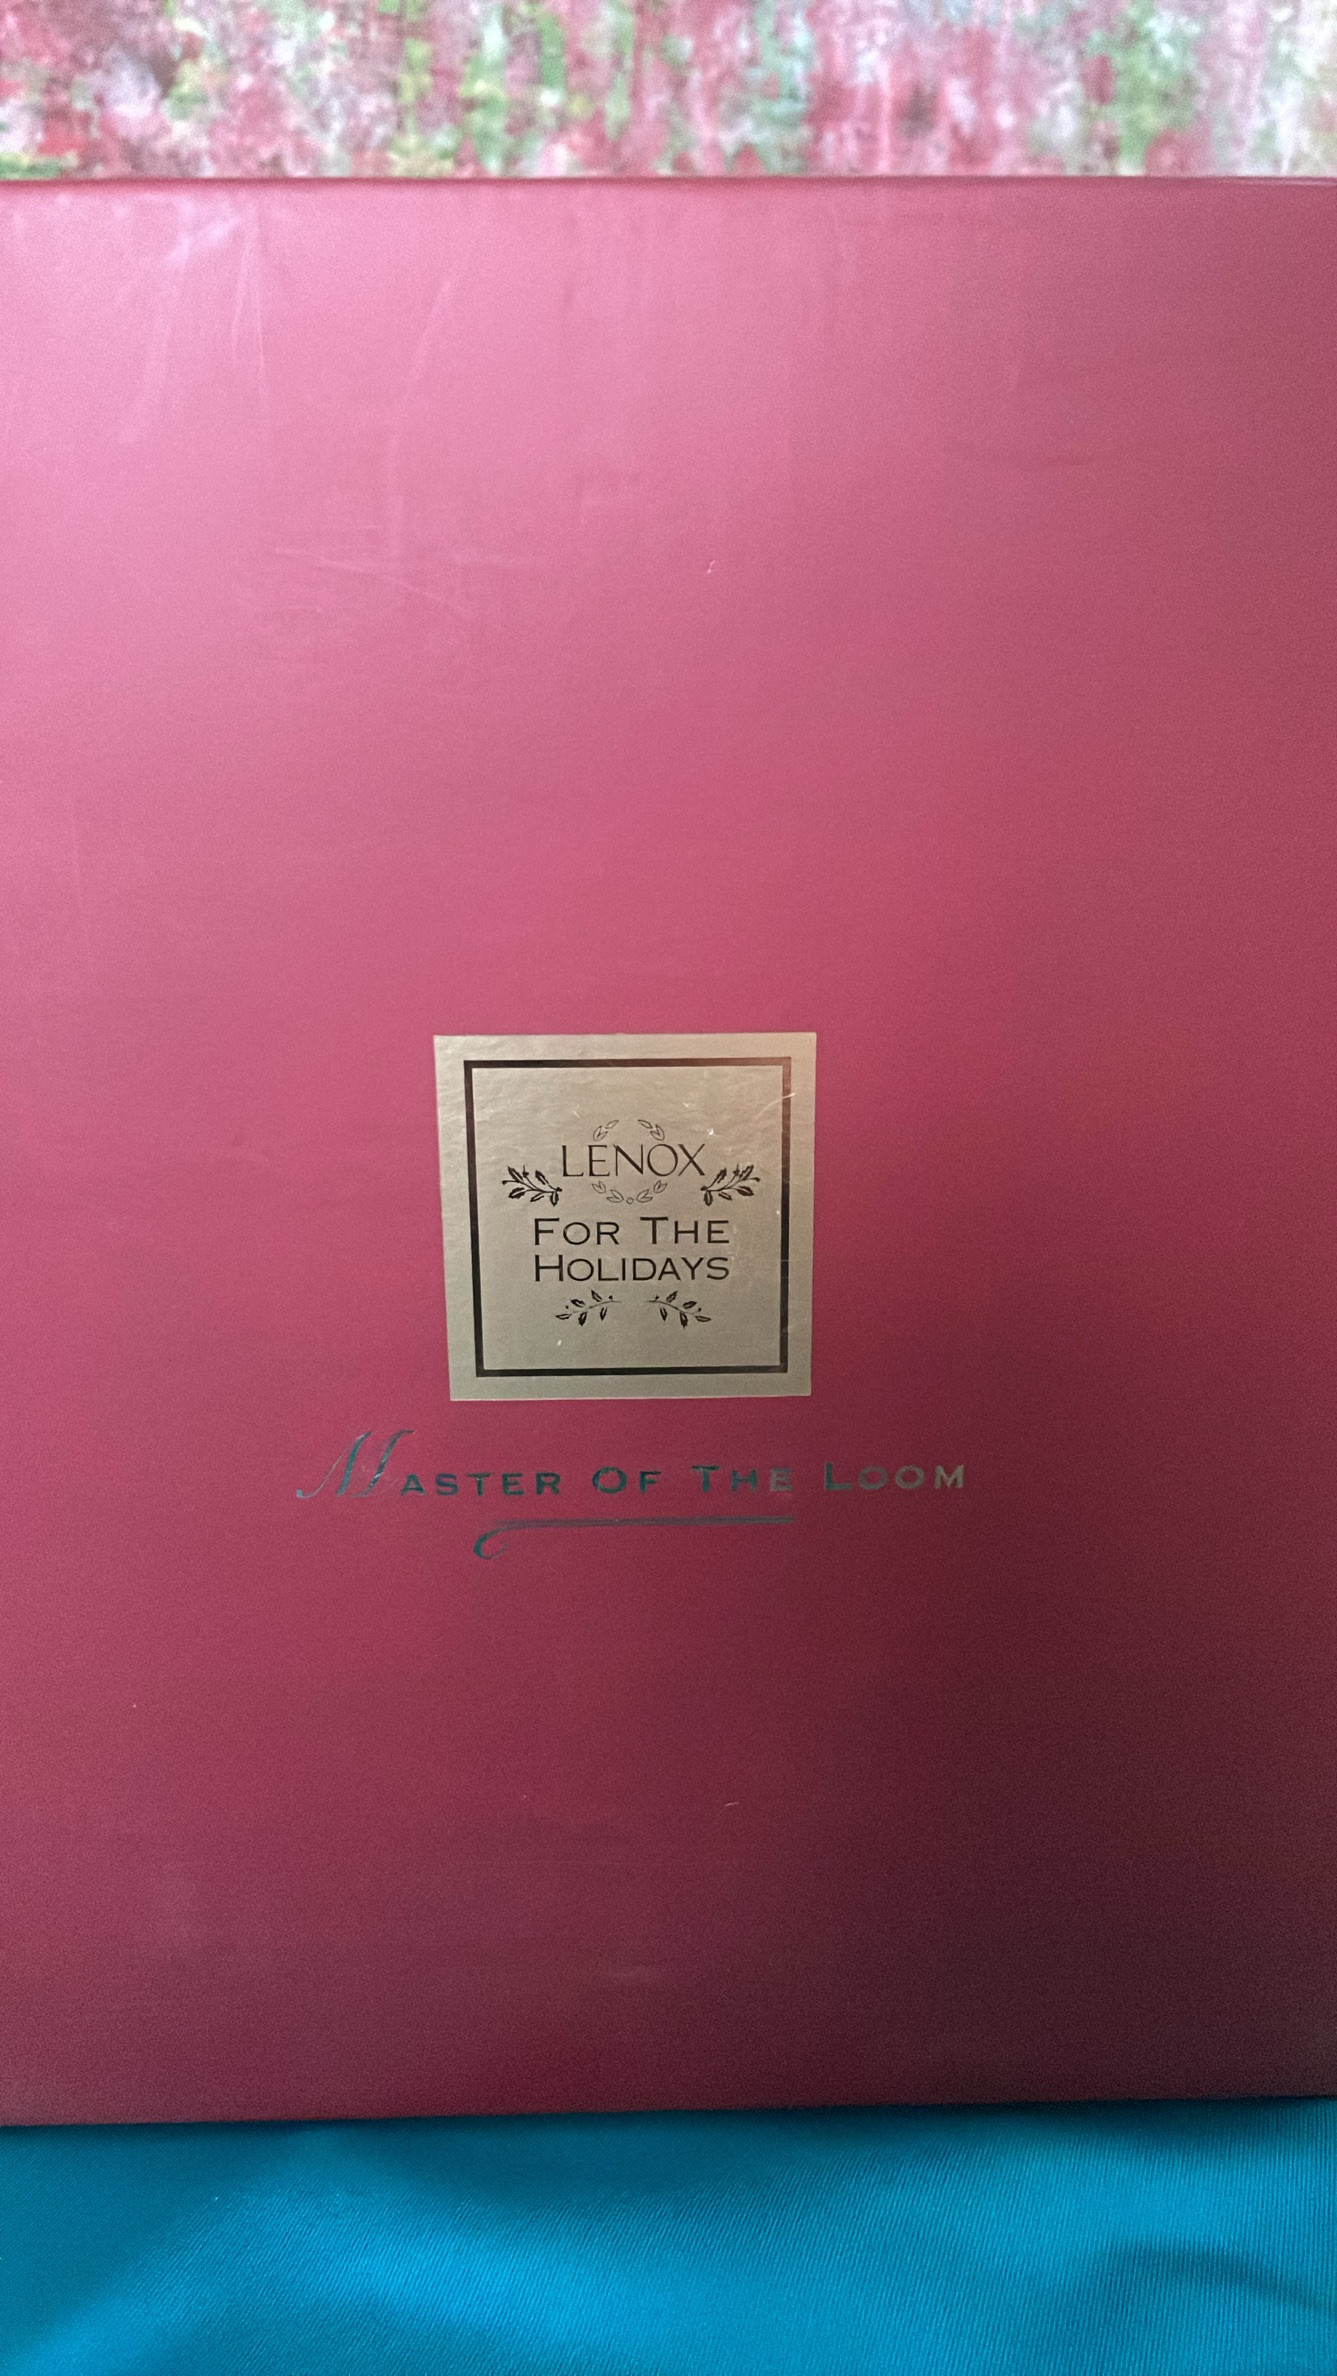 LENOX
FOR THE
HOLIDAYS
MASTER OF THE LOOM